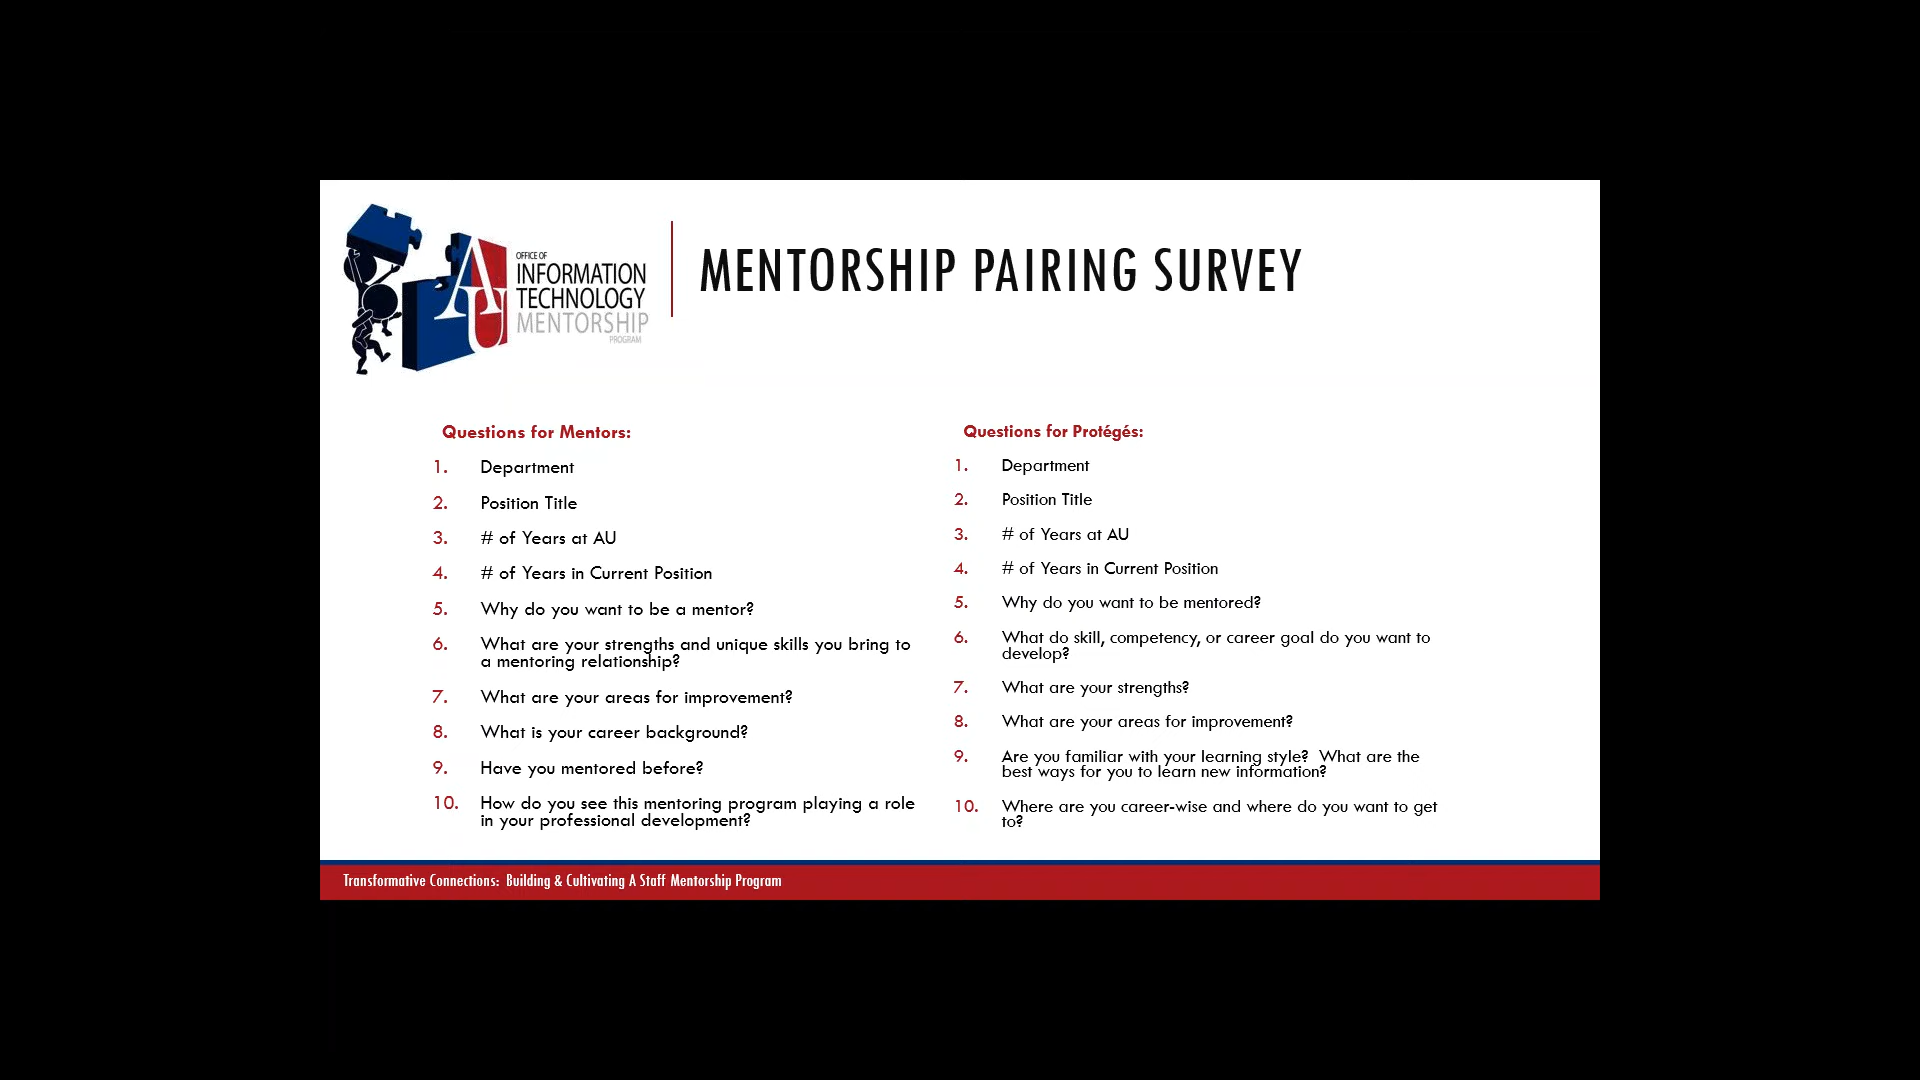 OFFICE OF
INFORMATION
TECHNOLOGY
MENTORSHIP
PROGRAM
AU
MENTORSHIP PAIRING SURVEY
Questions for Mentors:
1. Department
2. Position Title
3. # of Years at AU
4. # of Years in Current Position
5. Why do you want to be a mentor?
6. What are your strengths and unique skills you bring to
a mentoring relationship?
7. What are your areas for improvement?
8. What is your career background?
9. Have you mentored before?
10. How do you see this mentoring program playing a role
in your professional development?
Questions for Protégés:
1. Department
2. Position Title
3. # of Years at AU
4. # of Years in Current Position
5. Why do you want to be mentored?
6. What do skill, competency, or career goal do you want to
develop?
7. What are your strengths?
8. What are your areas for improvement?
9. Are you familiar with your learning style? What are the
best ways for you to learn new information?
10. Where are you career-wise and where do you want to get
to?
Transformative Connections: Building & Cultivating A Staff Mentorship Program